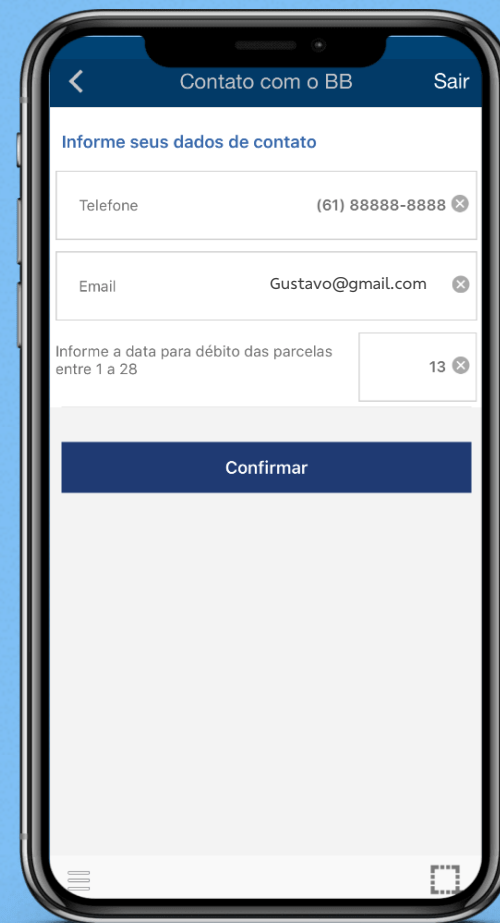 Contato com o BB Sair
Informe seus dados de contato
Telefone (61) 88888-8888
Email Gustavo@gmail.com
Informe a data para débito das parcelas
entre 1 a 28 13
Confirmar